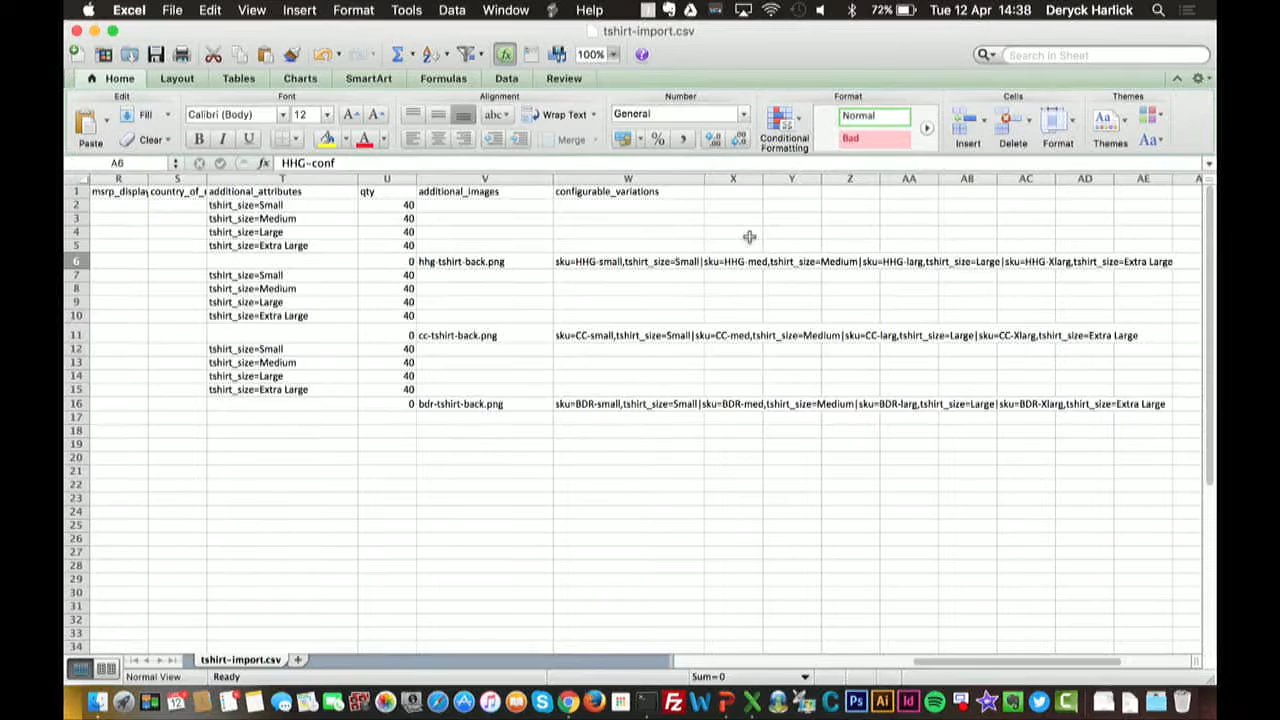 Excel File Edit View Insert Format Tools Data Window Help 72% Tue 12 Apr 14:38 Deryck Harlick
tshirt-import.csv
100% Search in Sheet
Home Layout Tables Charts SmartArt Formulas Data Review
Edit Font Alignment Number Format Cells Themes
Fill Calibri (Body) 12 abc Wrap Text General Normal
Paste Clear B I U Merge % Conditional Formatting Bad Insert Delete Format Themes Aa
A6 fx HHG-conf
R S T U V W X Y Z AA AB AC AD AE A
1 msrp_display country_of_ additional_attributes qty additional_images configurable_variations
2 tshirt_size=Small 40
3 tshirt_size=Medium 40
4 tshirt_size=Large 40
5 tshirt_size=Extra Large 40
6 0 hhg-tshirt-back.png sku=HHG-small,tshirt_size=Small|sku=HHG-med,tshirt_size=Medium|sku=HHG-larg,tshirt_size=Large|sku=HHG-Xlarg,tshirt_size=Extra Large
7 tshirt_size=Small 40
8 tshirt_size=Medium 40
9 tshirt_size=Large 40
10 tshirt_size=Extra Large 40
11 0 cc-tshirt-back.png sku=CC-small,tshirt_size=Small|sku=CC-med,tshirt_size=Medium|sku=CC-larg,tshirt_size=Large|sku=CC-Xlarg,tshirt_size=Extra Large
12 tshirt_size=Small 40
13 tshirt_size=Medium 40
14 tshirt_size=Large 40
15 tshirt_size=Extra Large 40
16 0 bdr-tshirt-back.png sku=BDR-small,tshirt_size=Small|sku=BDR-med,tshirt_size=Medium|sku=BDR-larg,tshirt_size=Large|sku=BDR-Xlarg,tshirt_size=Extra Large
17
18
19
20
21
22
23
24
25
26
27
28
29
30
31
32
33
34
tshirt-import.csv
Normal View Ready Sum=0
Ps Ai Id